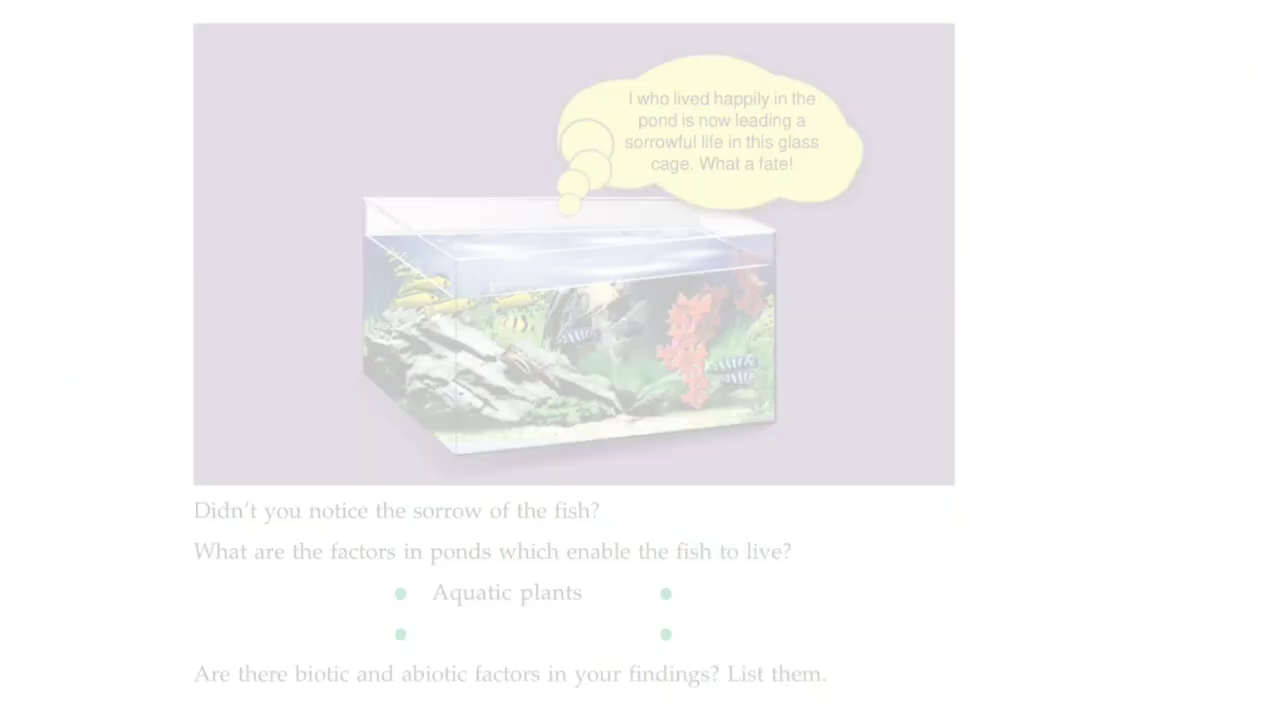 I who lived happily in the
pond is now leading a
sorrowful life in this glass
cage. What a fate!
Didn't you notice the sorrow of the fish?
What are the factors in ponds which enable the fish to live?
Aquatic plants
Are there biotic and abiotic factors in your findings? List them.